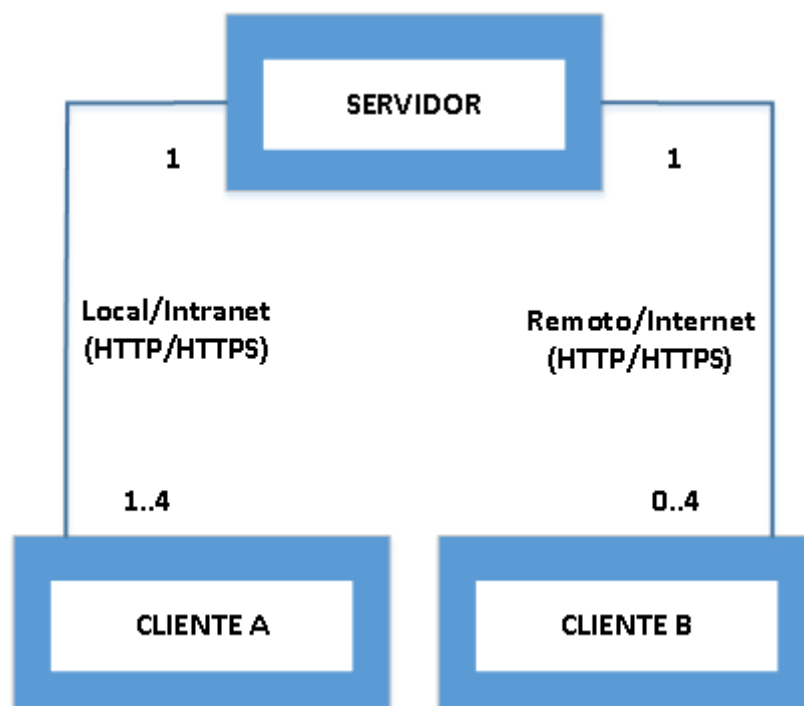 SERVIDOR
1
1
Local/Intranet
(HTTP/HTTPS)
Remoto/Internet
(HTTP/HTTPS)
1..4
0..4
CLIENTE A
CLIENTE B